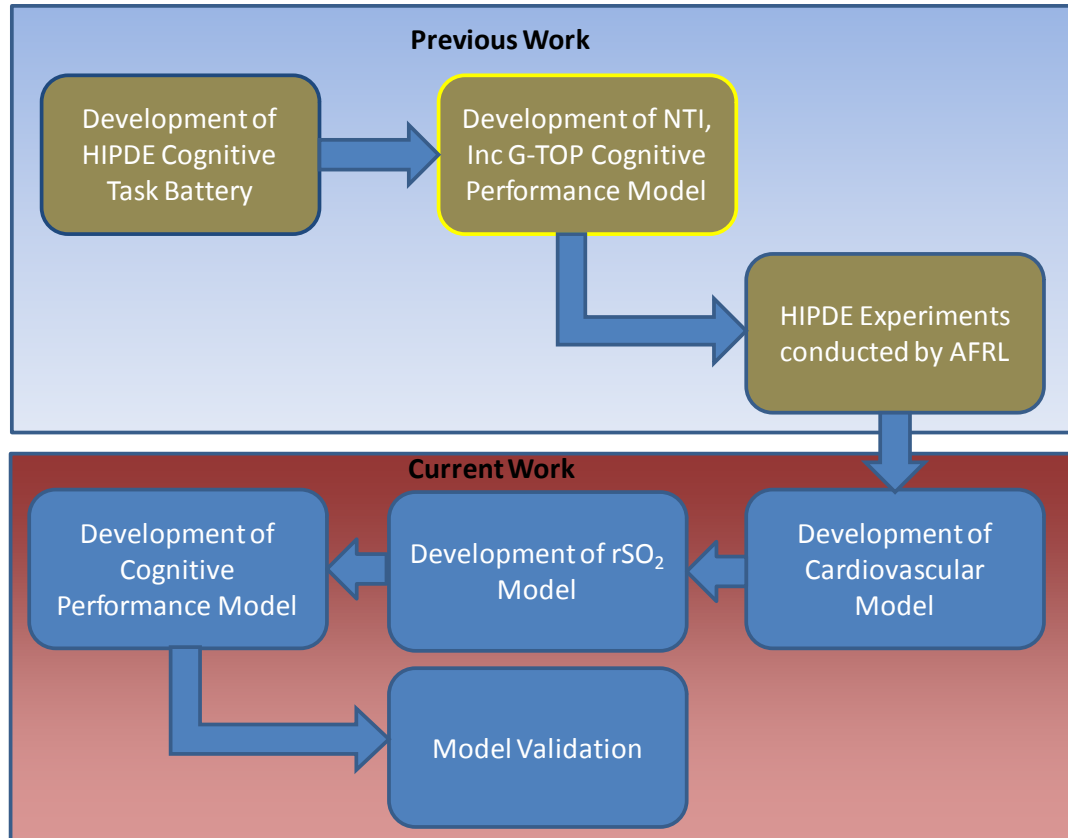 Previous Work
Development of
HIPDE Cognitive
Task Battery
Development of NTI,
Inc G-TOP Cognitive
Performance Model
HIPDE Experiments
conducted by AFRL
Current Work
Development of
Cardiovascular
Model
Development of rSO₂
Model
Development of
Cognitive
Performance Model
Model Validation